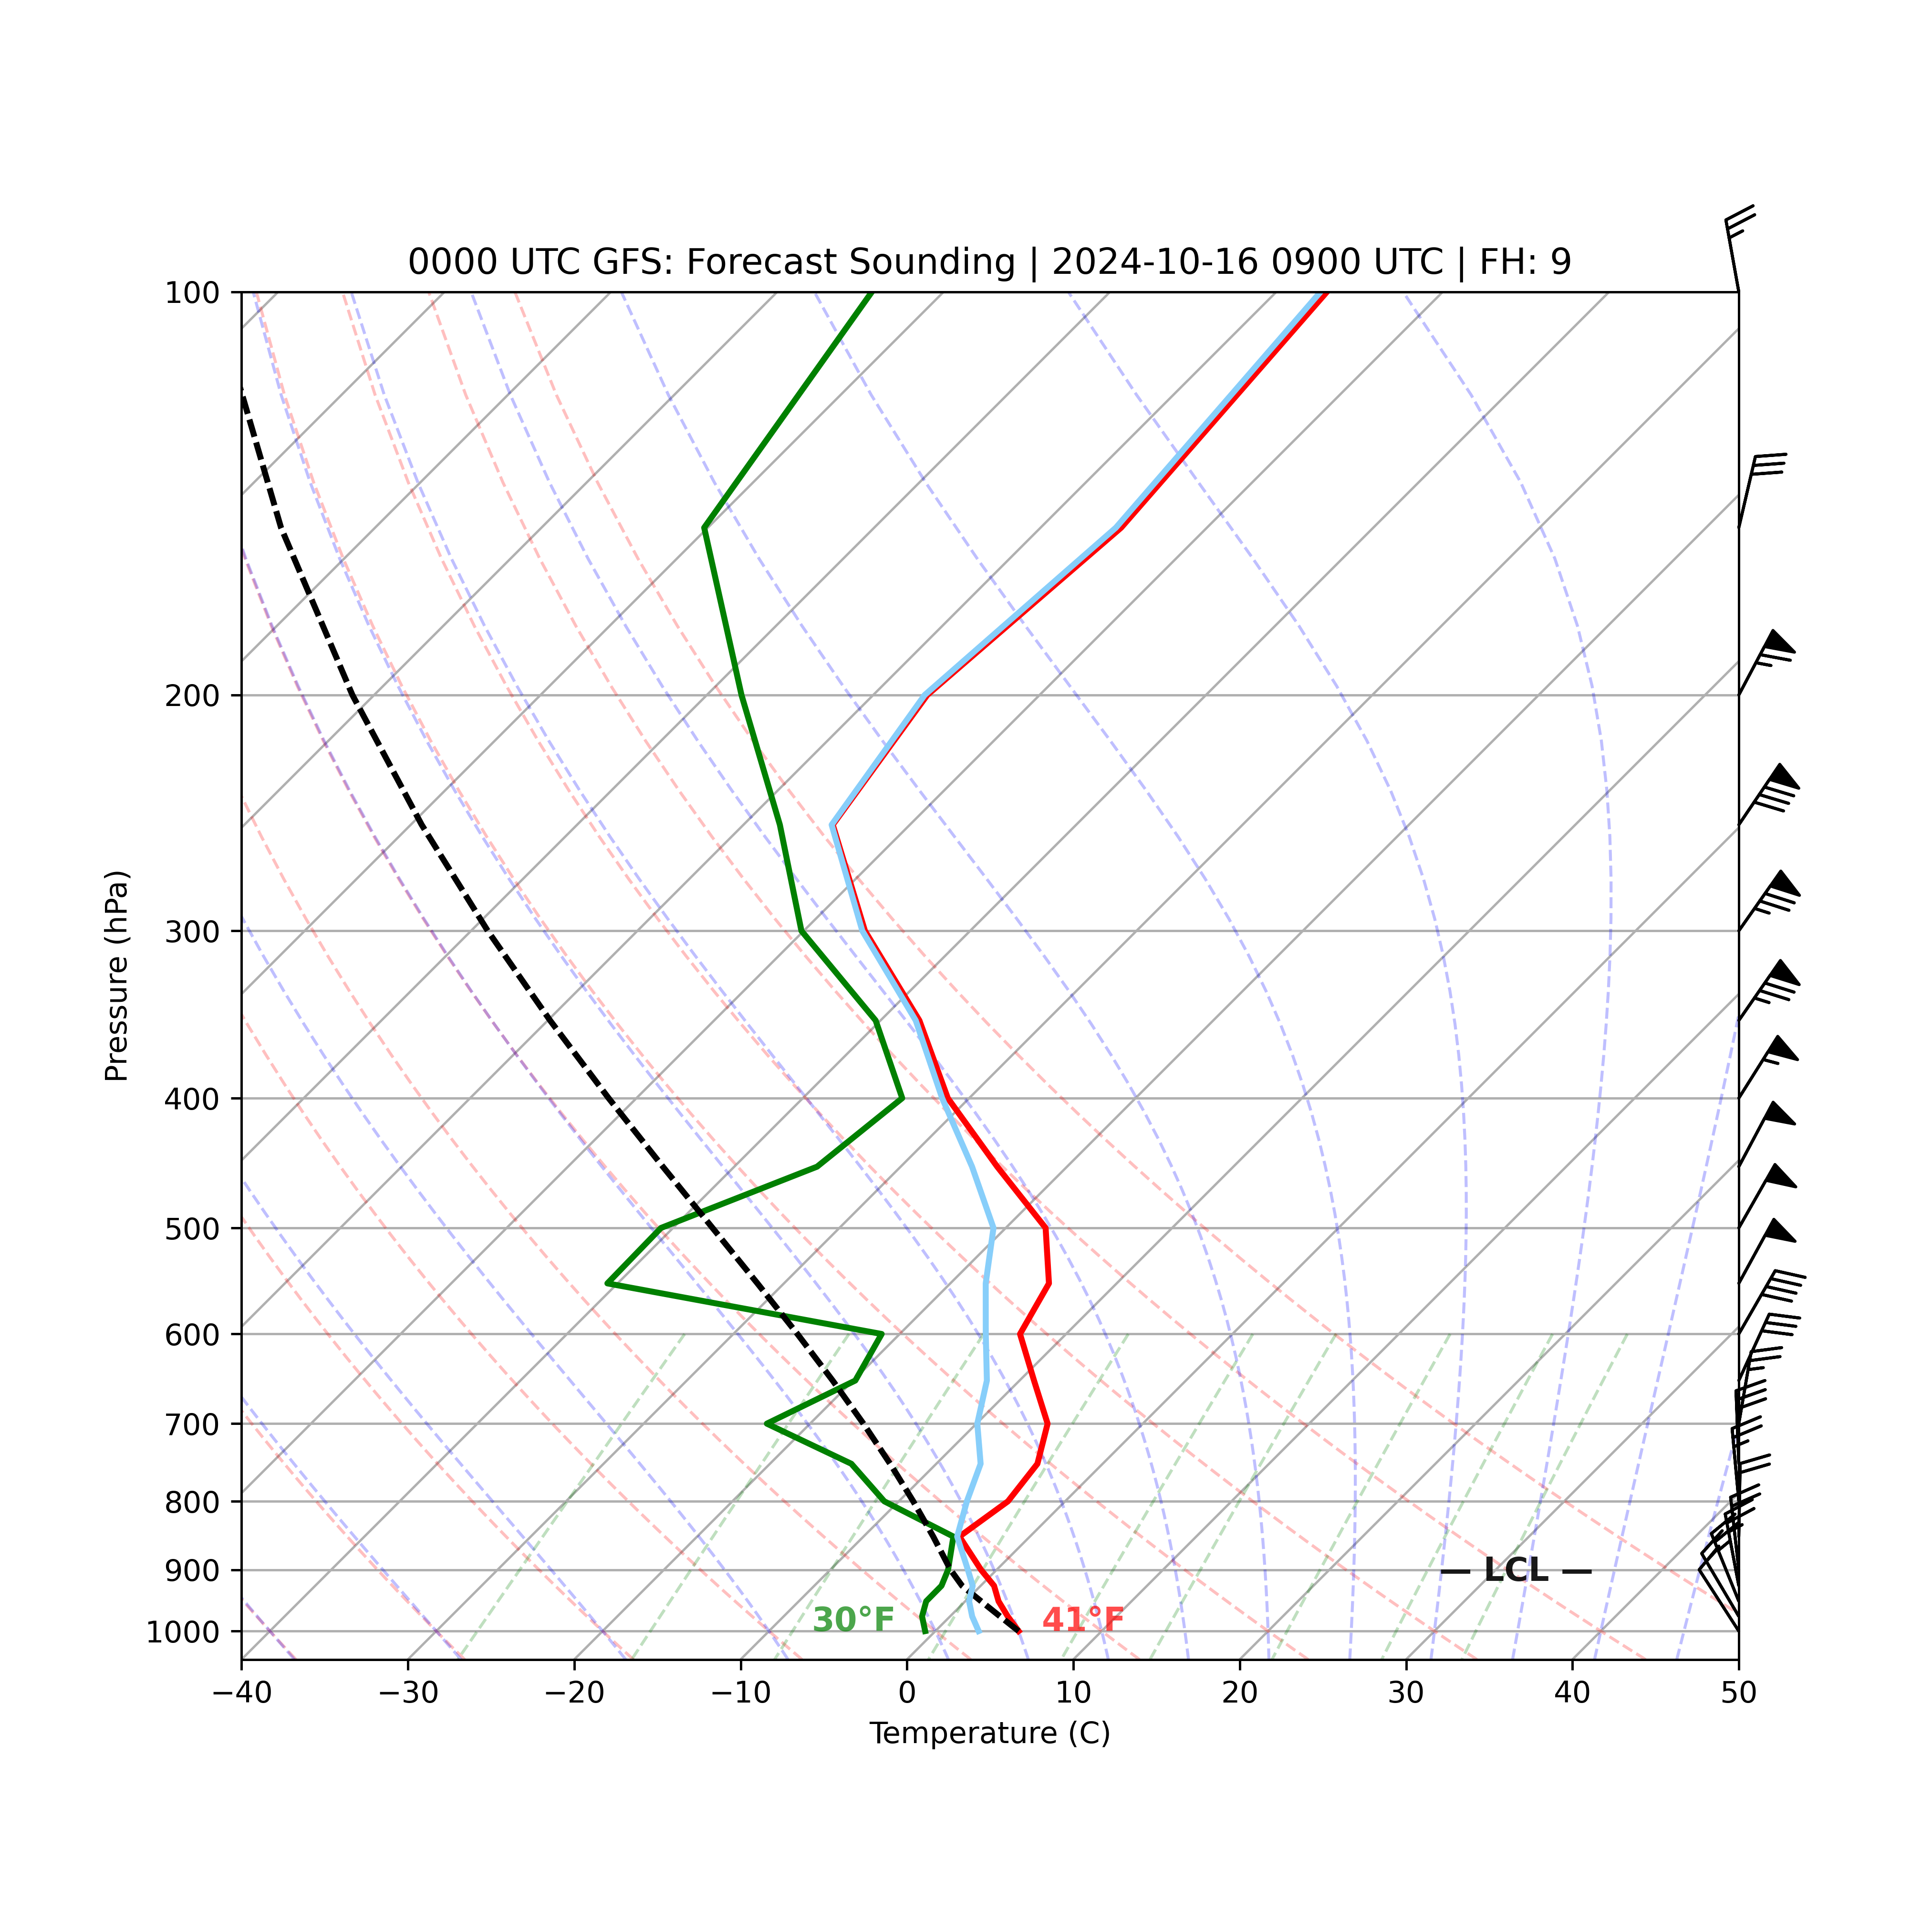 0000 UTC GFS: Forecast Sounding | 2024-10-16 0900 UTC | FH: 9
100
200
300
400
500
600
700
800
900
1000
Pressure (hPa)
— LCL —
30°F
41°F
−40 −30 −20 −10 0 10 20 30 40 50
Temperature (C)